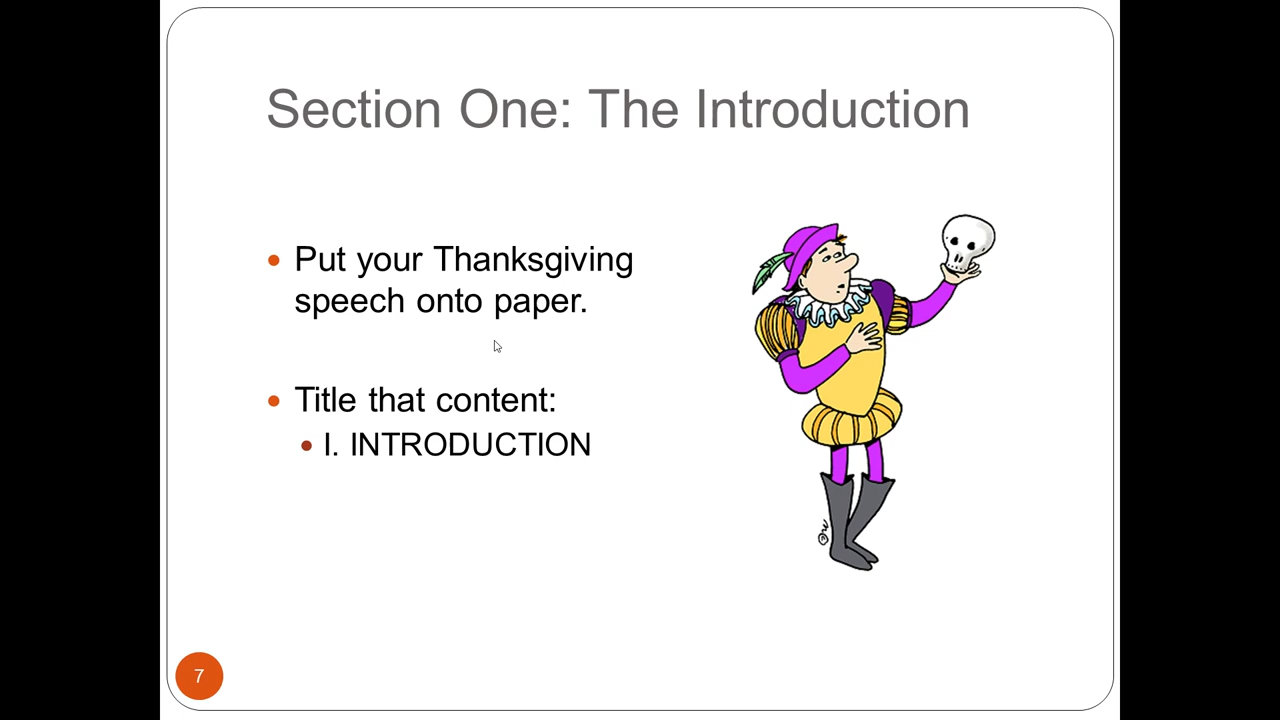 Section One: The Introduction
Put your Thanksgiving
speech onto paper.
Title that content:
I. INTRODUCTION
7